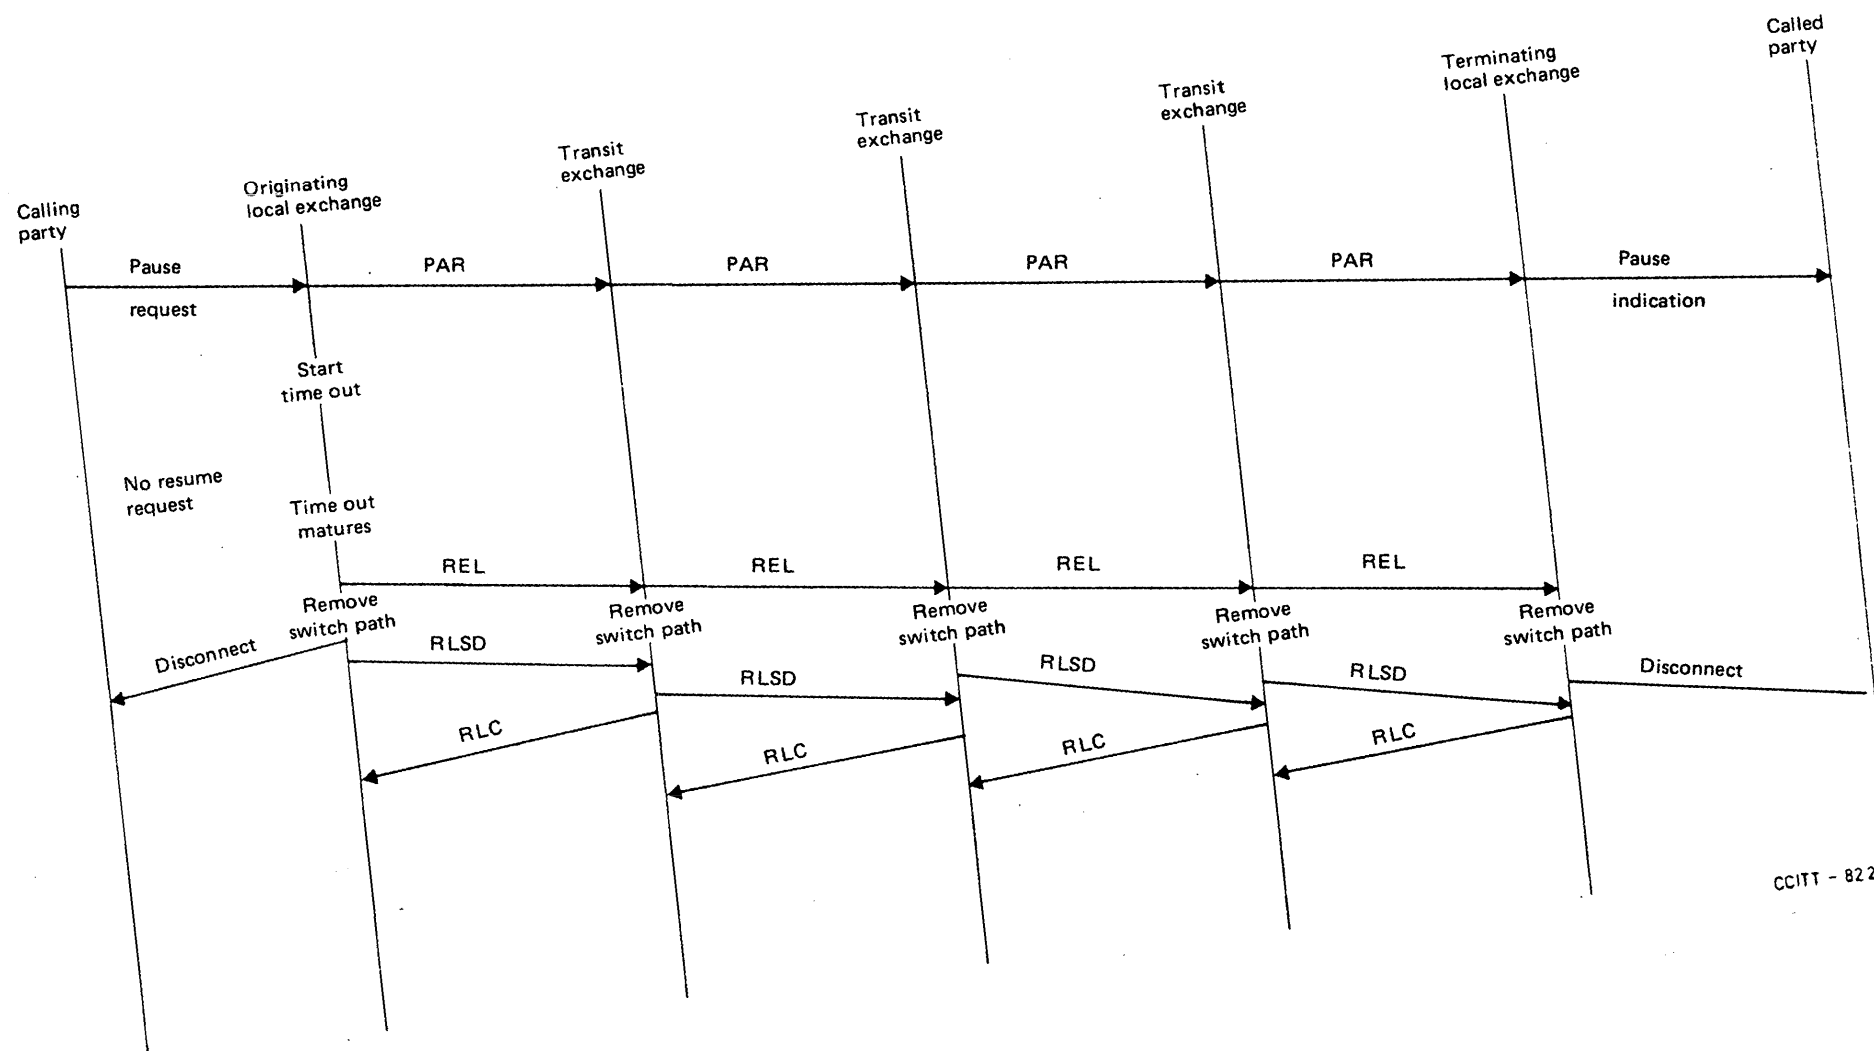 Called
party
Terminating
local exchange
Transit
exchange
Transit
exchange
Transit
exchange
Originating
local exchange
Calling
party
Pause
request
PAR
PAR
PAR
PAR
Pause
indication
Start
time out
No resume
request
Time out
matures
REL
REL
REL
REL
Remove
switch path
Remove
switch path
Remove
switch path
Remove
switch path
Remove
switch path
Disconnect
RLSD
RLSD
RLSD
RLSD
Disconnect
RLC
RLC
RLC
RLC
CCITT - 822